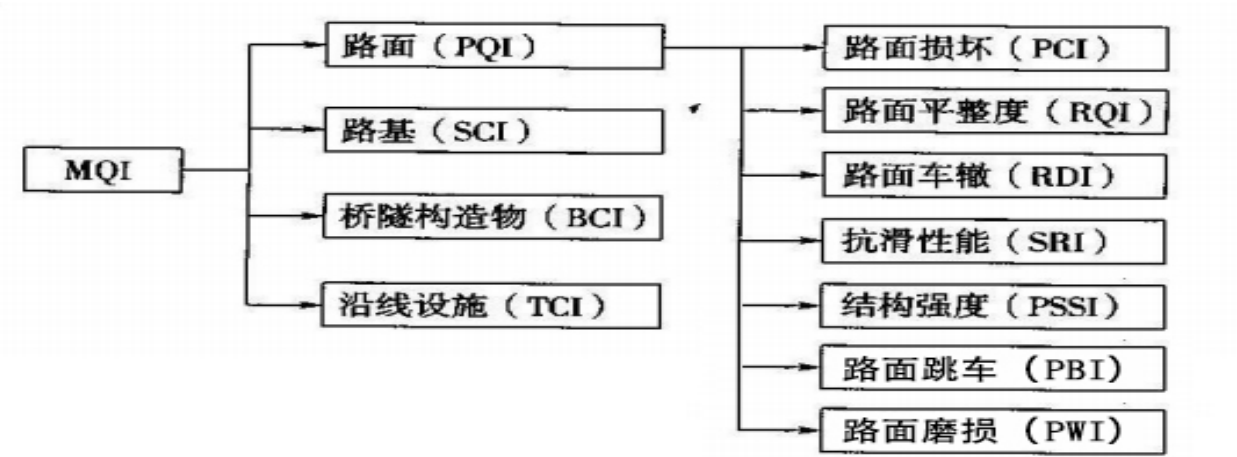 MQI
路面（PQI）
路基（SCI）
桥隧构造物（BCI）
沿线设施（TCI）
路面损坏（PCI）
路面平整度（RQI）
路面车辙（RDI）
抗滑性能（SRI）
结构强度（PSSI）
路面跳车（PBI）
路面磨损（PWI）